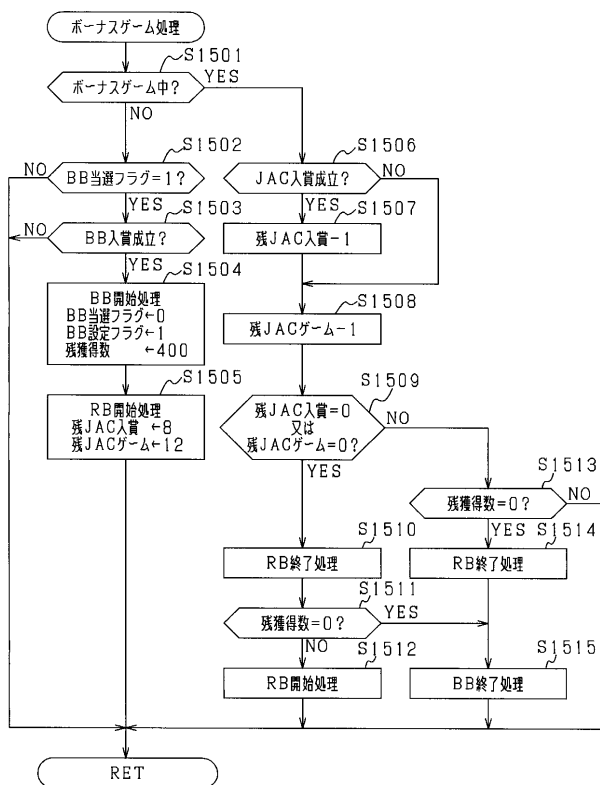 ボーナスゲーム処理
S1501
ボーナスゲーム中?
YES
NO
S1502
NO
BB当選フラグ=1?
YES
S1503
NO
BB入賞成立?
YES
S1504
BB開始処理
BB当選フラグ←0
BB設定フラグ←1
残獲得数 ←400
S1505
RB開始処理
残JAC入賞 ←8
残JACゲーム←12
S1506
JAC入賞成立?
NO
YES
S1507
残JAC入賞-1
S1508
残JACゲーム-1
S1509
残JAC入賞=0
又は
残JACゲーム=0?
NO
YES
S1513
残獲得数=0?
NO
YES
S1510
S1514
RB終了処理
RB終了処理
S1511
残獲得数=0?
YES
NO
S1512
S1515
RB開始処理
BB終了処理
RET